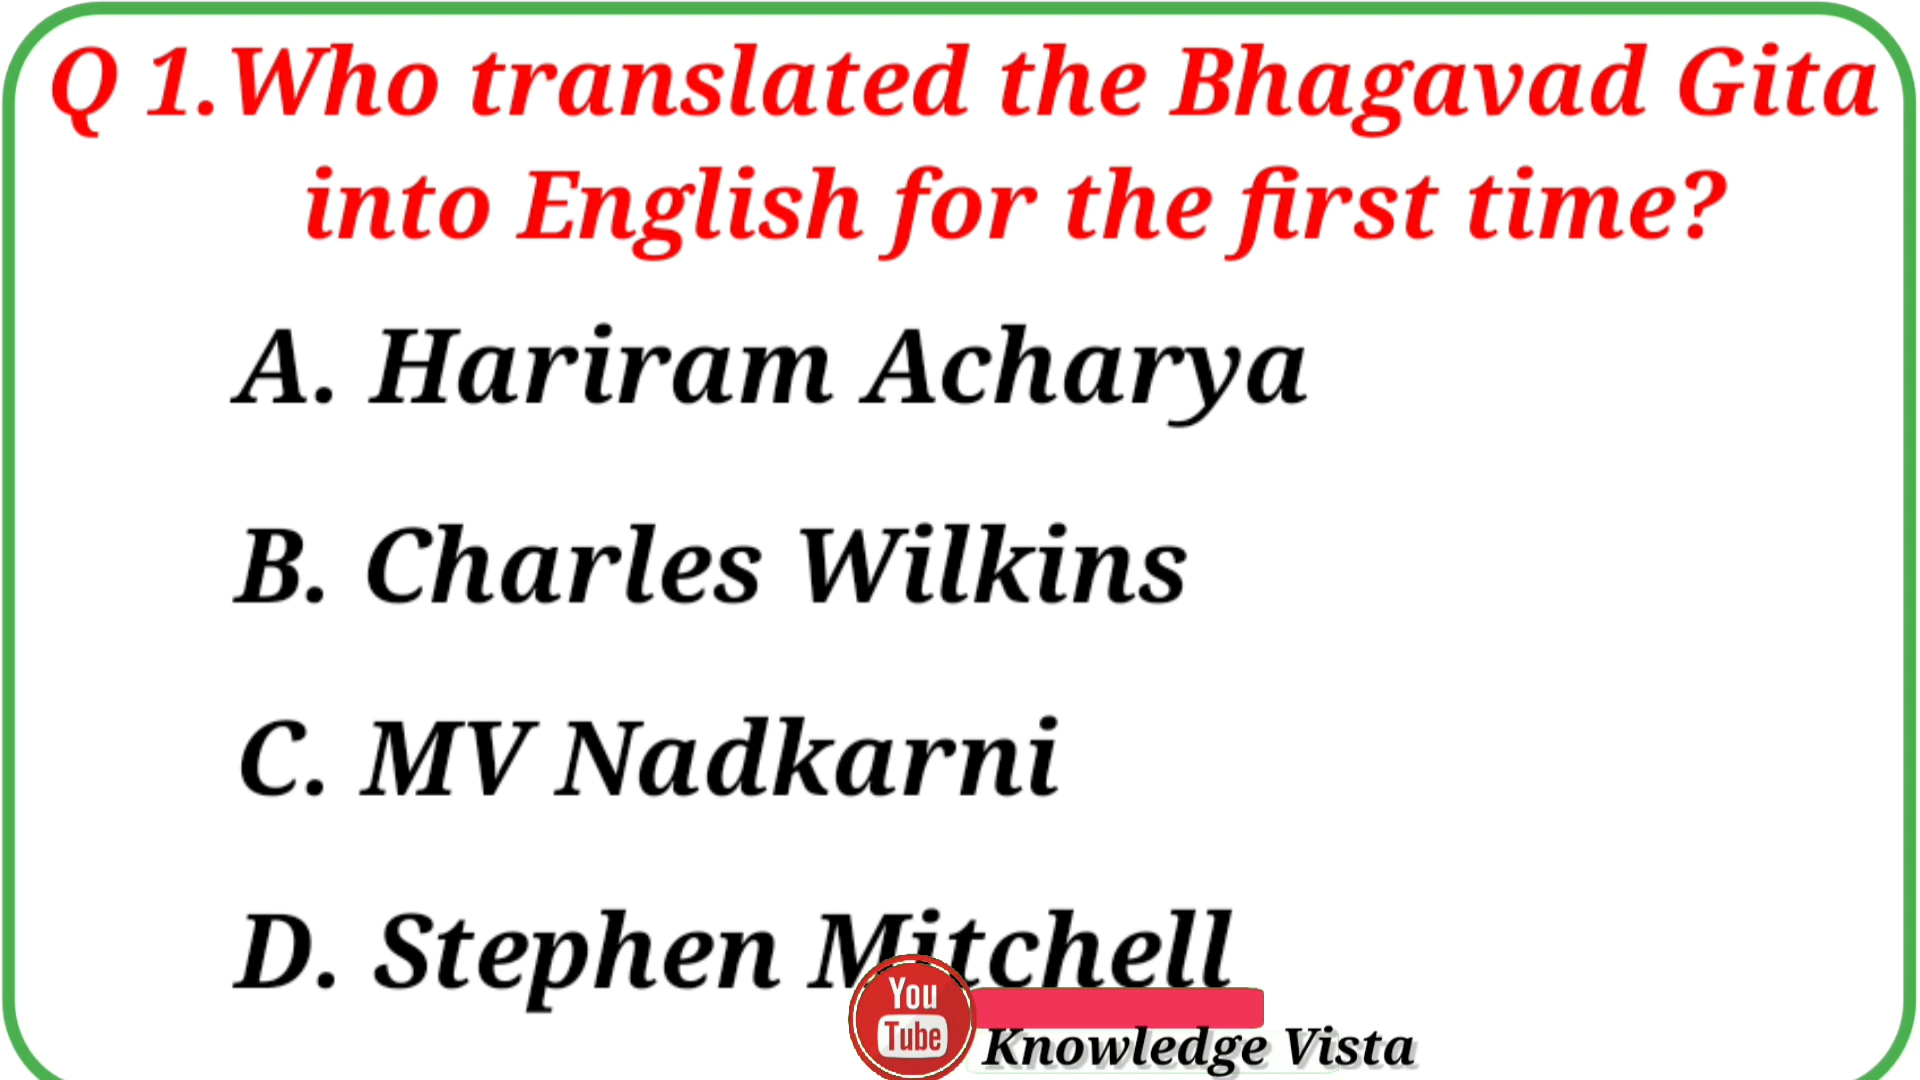 Q 1.Who translated the Bhagavad Gita
into English for the first time?
A. Hariram Acharya
B. Charles Wilkins
C. MV Nadkarni
D. Stephen Mitchell
You
Tube
Knowledge Vista